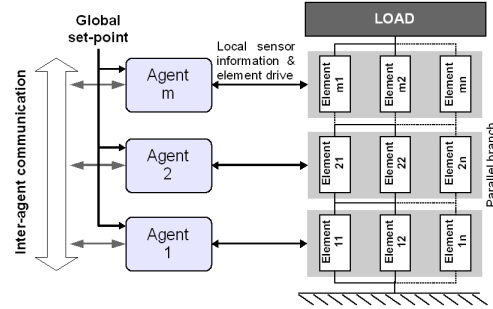 Global
set-point
LOAD
Local sensor
information &
element drive
Inter-agent communication
Agent
m
Element
m1
Element
m2
Element
mn
Agent
2
Element
21
Element
22
Element
2n
Parallel branch
Agent
1
Element
11
Element
12
Element
1n